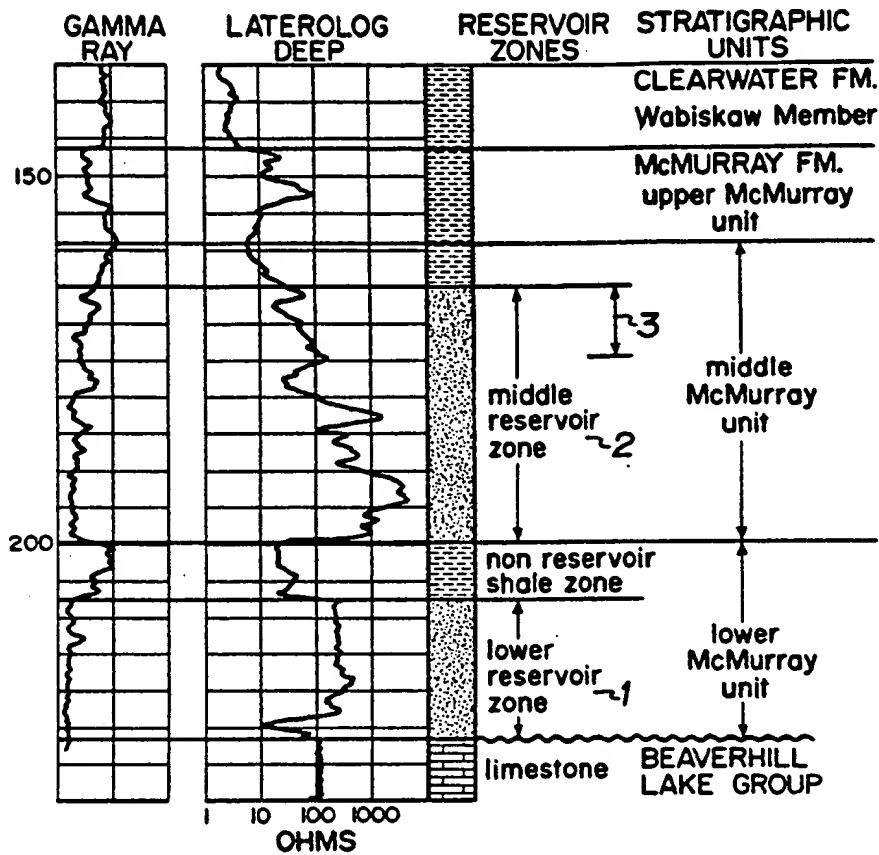 GAMMA RAY
LATEROLOG DEEP
RESERVOIR ZONES
STRATIGRAPHIC UNITS
CLEARWATER FM.
Wabiskaw Member
150
McMURRAY FM.
upper McMurray
unit
3
middle
McMurray
unit
middle
reservoir
zone 2
200
non reservoir
shale zone
lower
McMurray
unit
lower
reservoir
zone 1
limestone
BEAVERHILL
LAKE GROUP
1 10 100 1000
OHMS